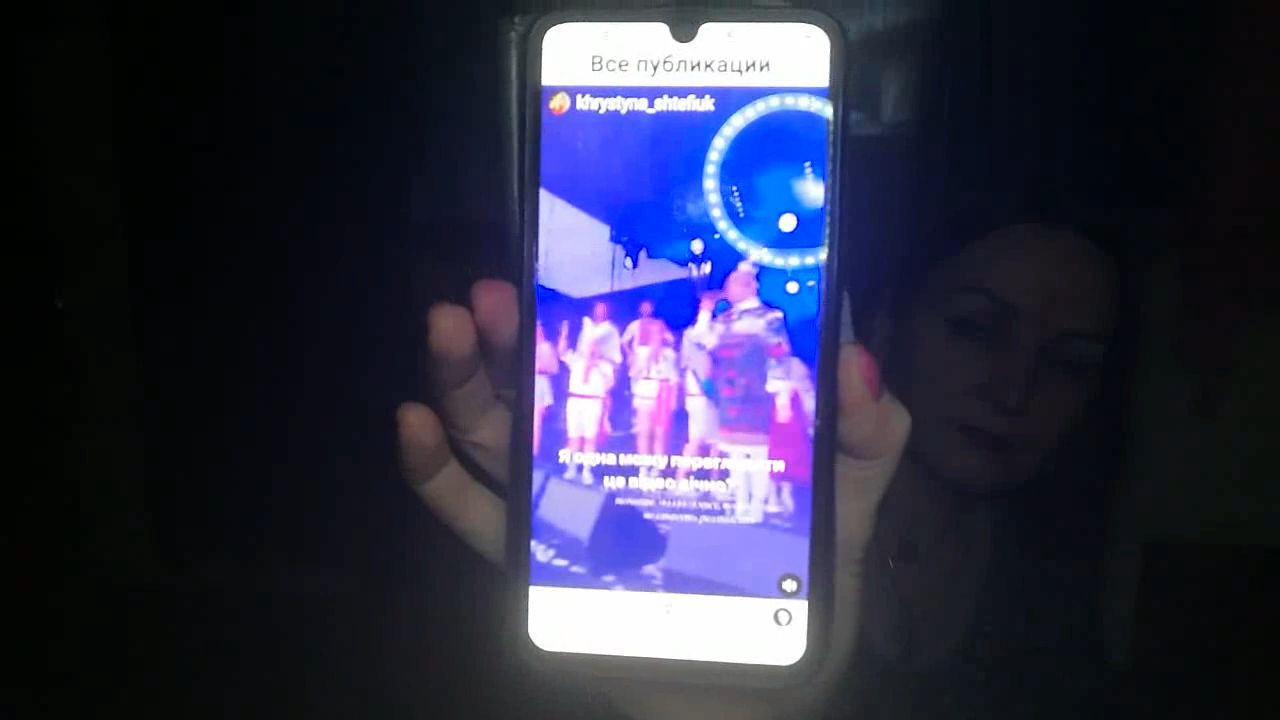 Все публикации
khrystyna_shtefiuk
Я одна можу переглядати
це відео вічно?